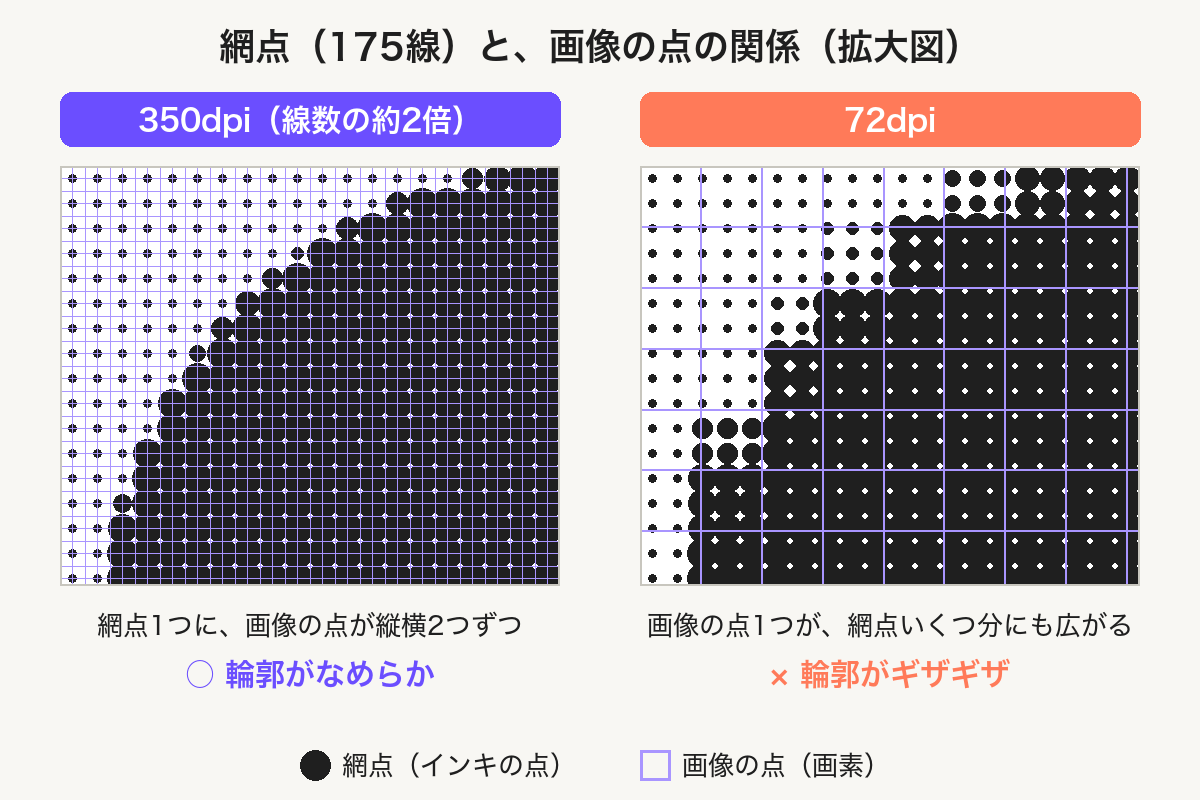 網点（175線）と、画像の点の関係（拡大図）
350dpi（線数の約2倍）
72dpi
網点1つに、画像の点が縦横2つずつ
画像の点1つが、網点いくつ分にも広がる
○ 輪郭がなめらか
× 輪郭がギザギザ
網点（インキの点）
画像の点（画素）